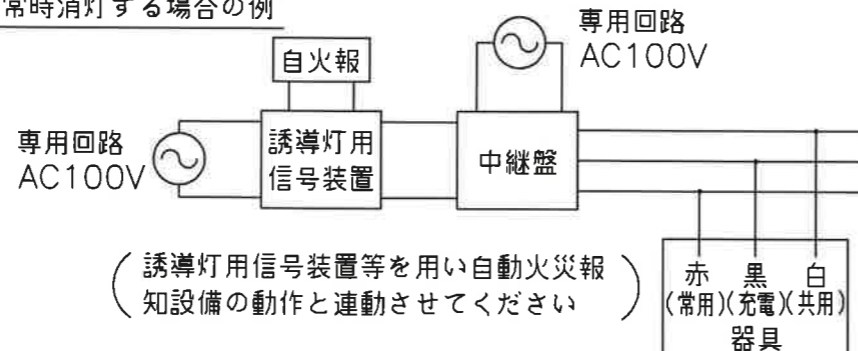 常時消灯する場合の例
専用回路
AC100V
自火報
専用回路
AC100V
誘導灯用
信号装置
中継盤
誘導灯用信号装置等を用い自動火災報
知設備の動作と連動させてください
赤 黒 白
(常用)(充電)(共用)
器具